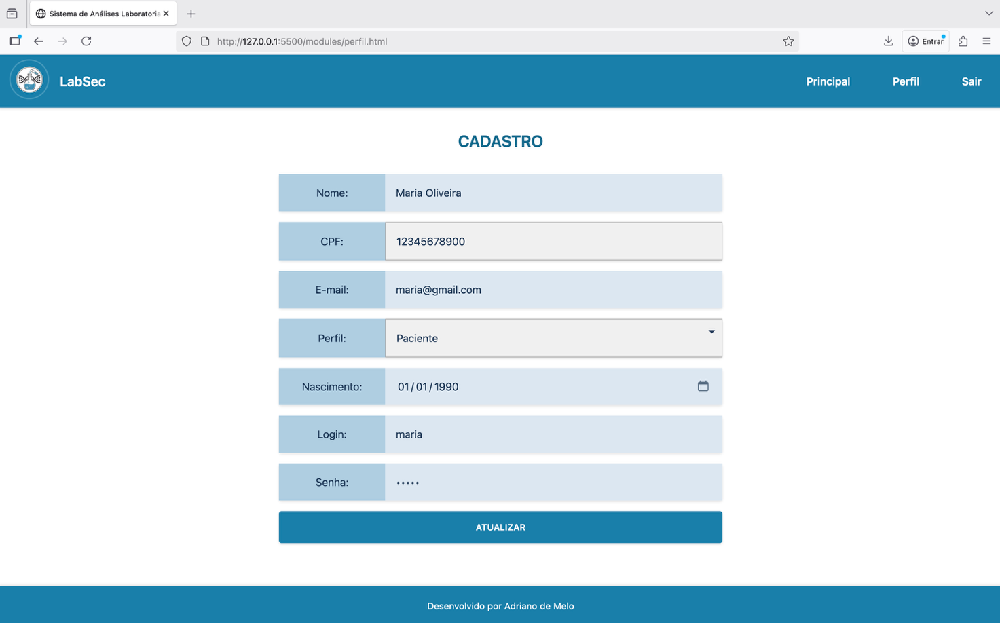 Sistema de Análises Laboratoria
http://127.0.0.1:5500/modules/perfil.html
Entrar
LabSec
Principal
Perfil
Sair
CADASTRO
Nome: Maria Oliveira
CPF: 12345678900
E-mail: maria@gmail.com
Perfil: Paciente
Nascimento: 01/01/1990
Login: maria
Senha: •••••
ATUALIZAR
Desenvolvido por Adriano de Melo